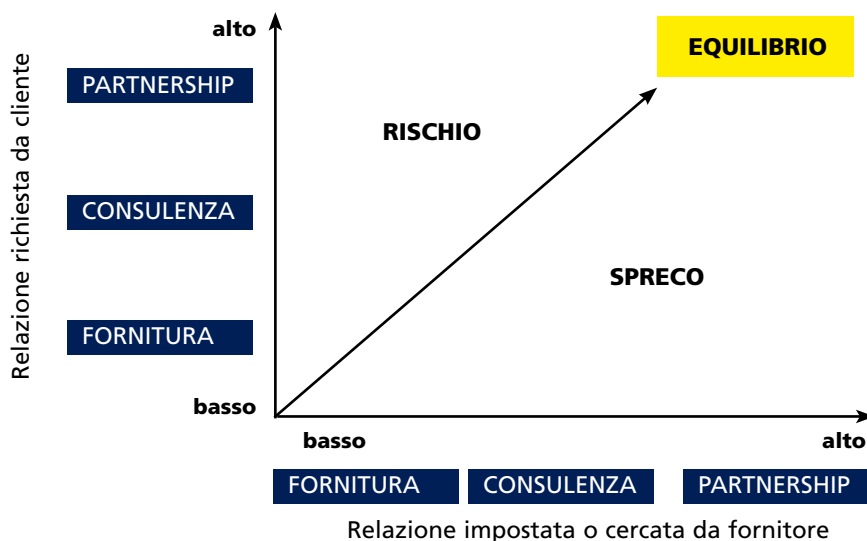 alto
EQUILIBRIO
PARTNERSHIP
RISCHIO
Relazione richiesta da cliente
CONSULENZA
SPRECO
FORNITURA
basso
basso
alto
FORNITURA
CONSULENZA
PARTNERSHIP
Relazione impostata o cercata da fornitore